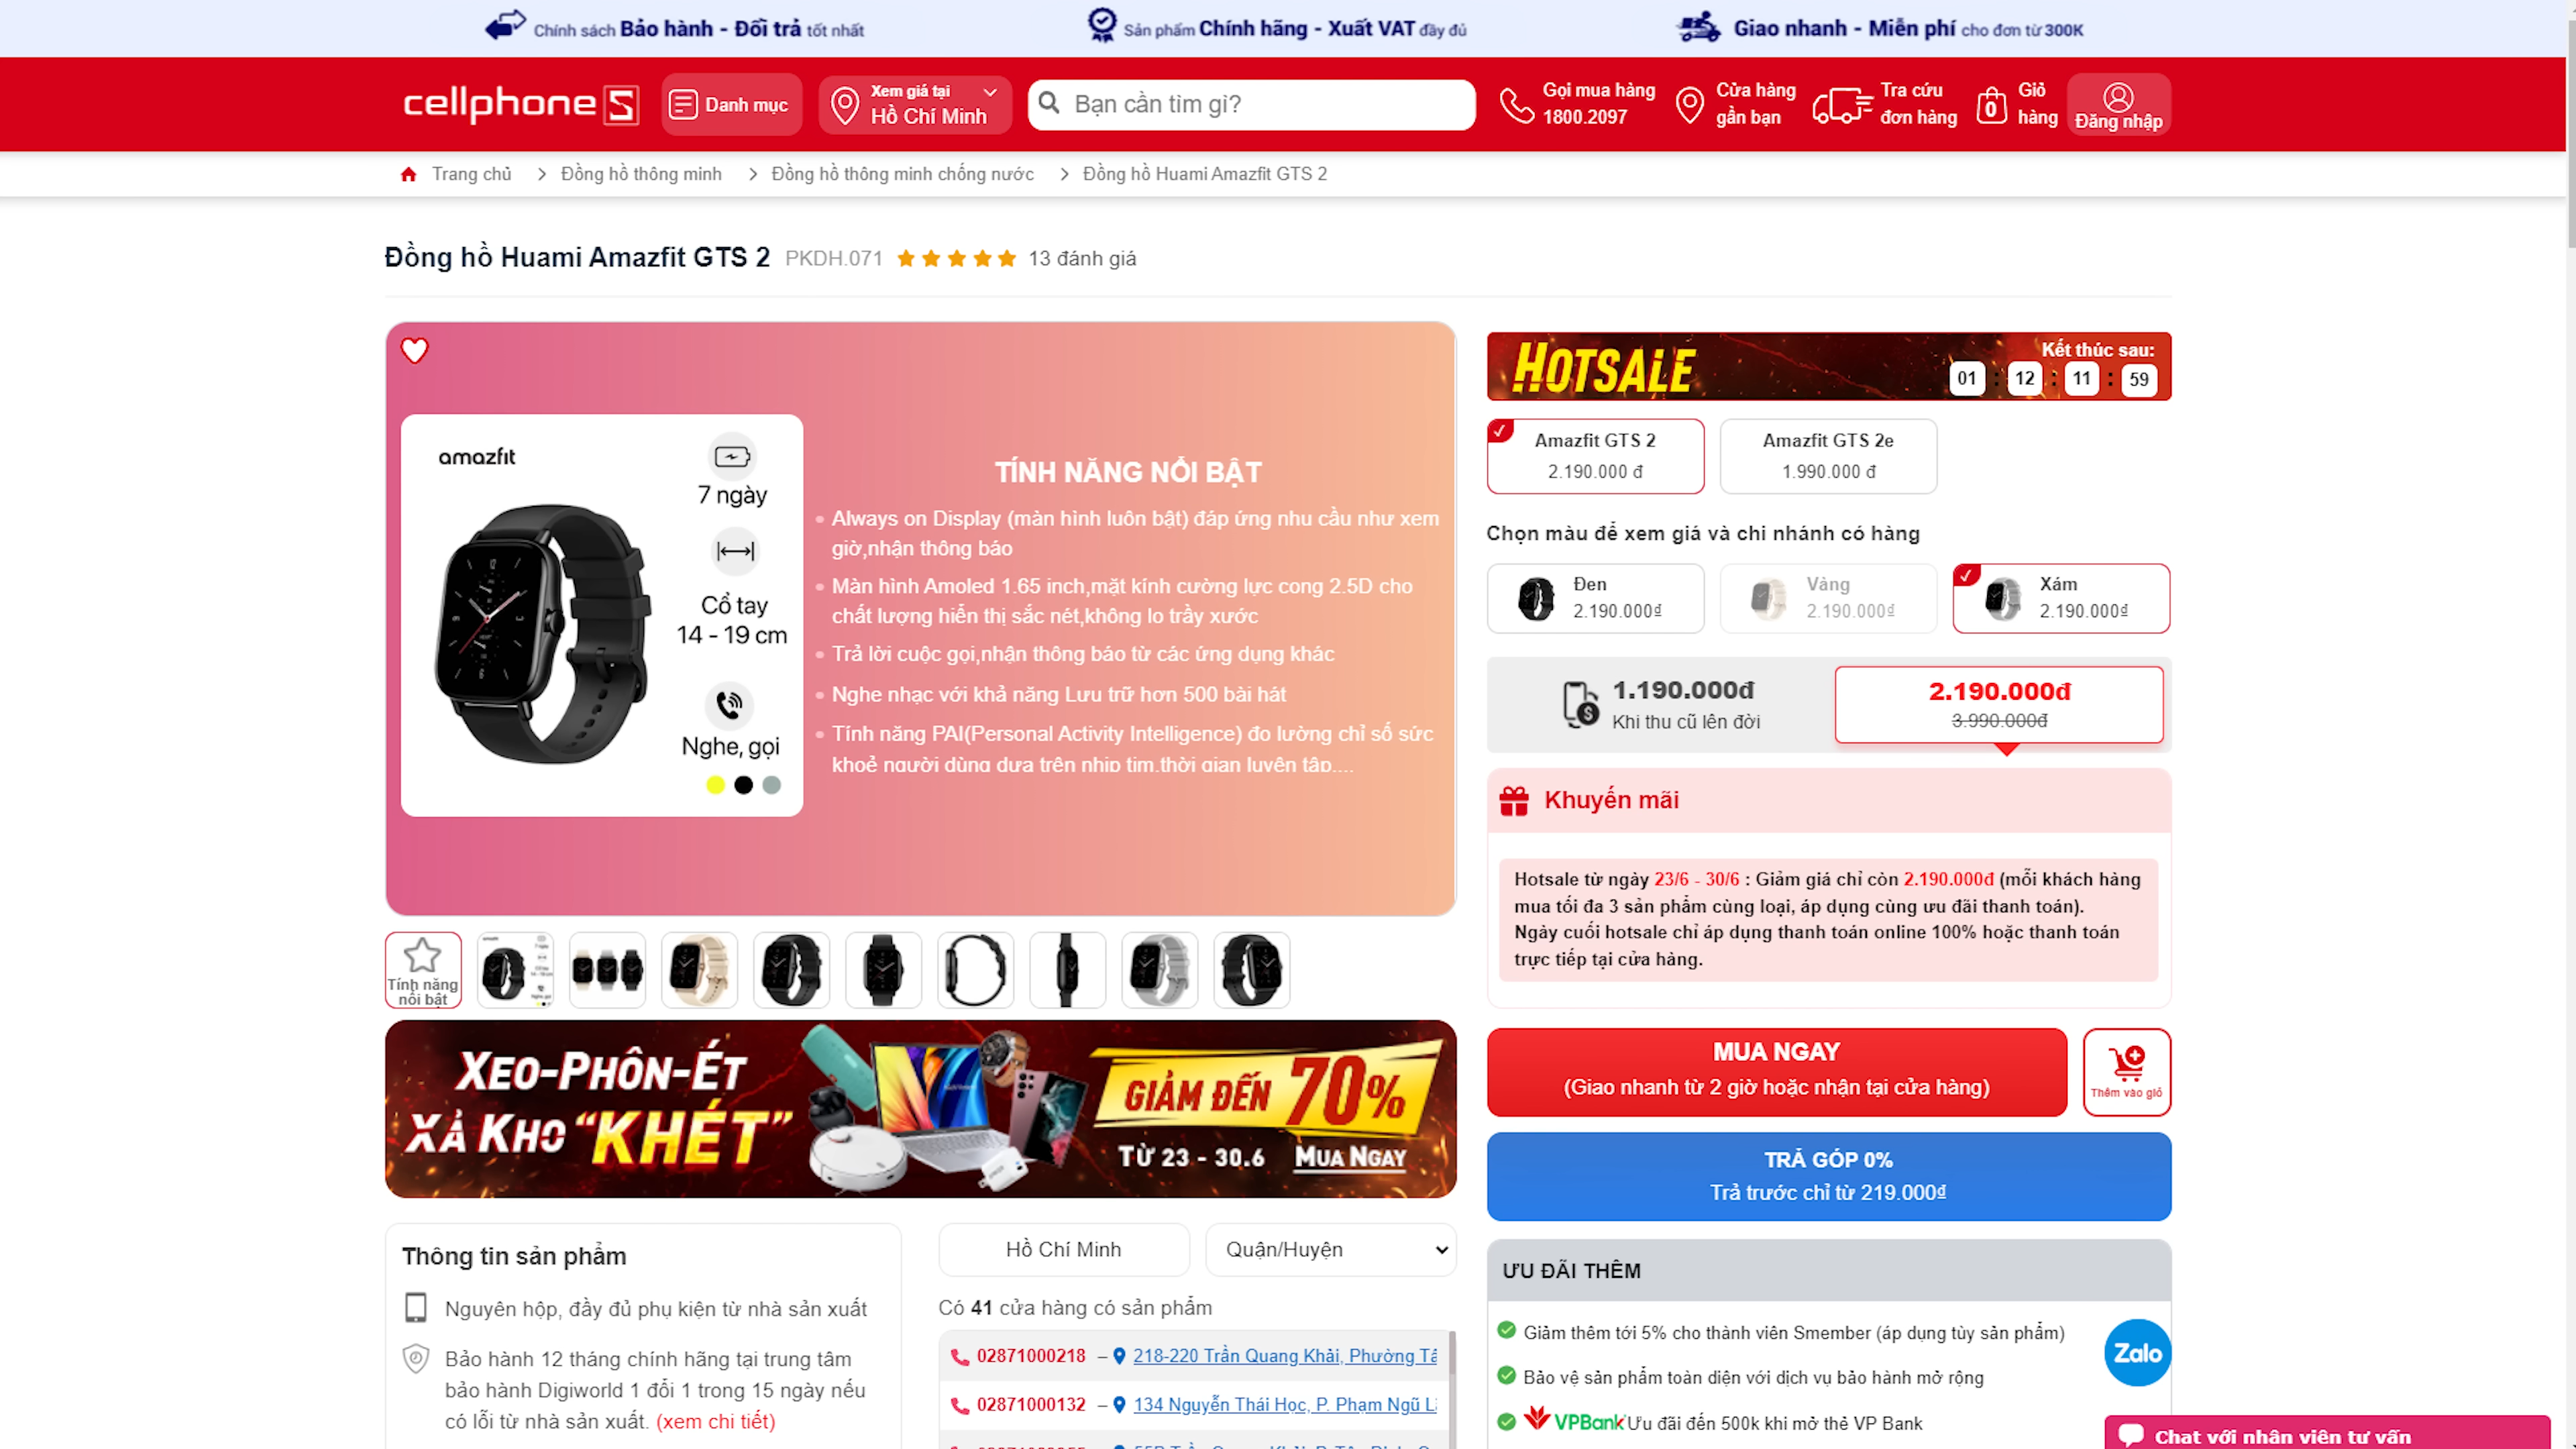 Chính sách Bảo hành - Đổi trả tốt nhất
Sản phẩm Chính hãng - Xuất VAT đầy đủ
Giao nhanh - Miễn phí cho đơn từ 300K
cellphoneS
Danh mục
Xem giá tại
Hồ Chí Minh
Bạn cần tìm gì?
Gọi mua hàng
1800.2097
Cửa hàng
gần bạn
Tra cứu
đơn hàng
0
Giỏ
hàng
Đăng nhập
Trang chủ
Đồng hồ thông minh
Đồng hồ thông minh chống nước
Đồng hồ Huami Amazfit GTS 2
Đồng hồ Huami Amazfit GTS 2 PKDH.071 13 đánh giá
amazfit
7 ngày
Cổ tay
14 - 19 cm
Nghe, gọi
TÍNH NĂNG NỔI BẬT
Always on Display (màn hình luôn bật) đáp ứng nhu cầu như xem
giờ,nhận thông báo
Màn hình Amoled 1.65 inch,mặt kính cường lực cong 2.5D cho
chất lượng hiển thị sắc nét,không lo trầy xước
Trả lời cuộc gọi,nhận thông báo từ các ứng dụng khác
Nghe nhạc với khả năng Lưu trữ hơn 500 bài hát
Tính năng PAI(Personal Activity Intelligence) đo lường chỉ số sức
khoẻ người dùng dựa trên nhịp tim,thời gian luyện tập,...
Tính năng
nổi bật
XEO-PHÔN-ÉT
XẢ KHO “KHÉT”
GIẢM ĐẾN 70%
TỪ 23 - 30.6 MUA NGAY
Thông tin sản phẩm
Nguyên hộp, đầy đủ phụ kiện từ nhà sản xuất
Bảo hành 12 tháng chính hãng tại trung tâm
bảo hành Digiworld 1 đổi 1 trong 15 ngày nếu
có lỗi từ nhà sản xuất. (xem chi tiết)
Hồ Chí Minh
Quận/Huyện
Có 41 cửa hàng có sản phẩm
02871000218 – 218-220 Trần Quang Khải, Phường Tâ
02871000132 – 134 Nguyễn Thái Học, P. Phạm Ngũ L
HOTSALE
Kết thúc sau:
01 : 12 : 11 : 59
Amazfit GTS 2
2.190.000 đ
Amazfit GTS 2e
1.990.000 đ
Chọn màu để xem giá và chi nhánh có hàng
Đen
2.190.000₫
Vàng
2.190.000₫
Xám
2.190.000₫
1.190.000đ
Khi thu cũ lên đời
2.190.000đ
3.990.000đ
Khuyến mãi
Hotsale từ ngày 23/6 - 30/6 : Giảm giá chỉ còn 2.190.000đ (mỗi khách hàng
mua tối đa 3 sản phẩm cùng loại, áp dụng cùng ưu đãi thanh toán).
Ngày cuối hotsale chỉ áp dụng thanh toán online 100% hoặc thanh toán
trực tiếp tại cửa hàng.
MUA NGAY
(Giao nhanh từ 2 giờ hoặc nhận tại cửa hàng)
Thêm vào giỏ
TRẢ GÓP 0%
Trả trước chỉ từ 219.000₫
ƯU ĐÃI THÊM
Giảm thêm tới 5% cho thành viên Smember (áp dụng tùy sản phẩm)
Bảo vệ sản phẩm toàn diện với dịch vụ bảo hành mở rộng
VPBank Ưu đãi đến 500k khi mở thẻ VP Bank
Zalo
Chat với nhân viên tư vấn